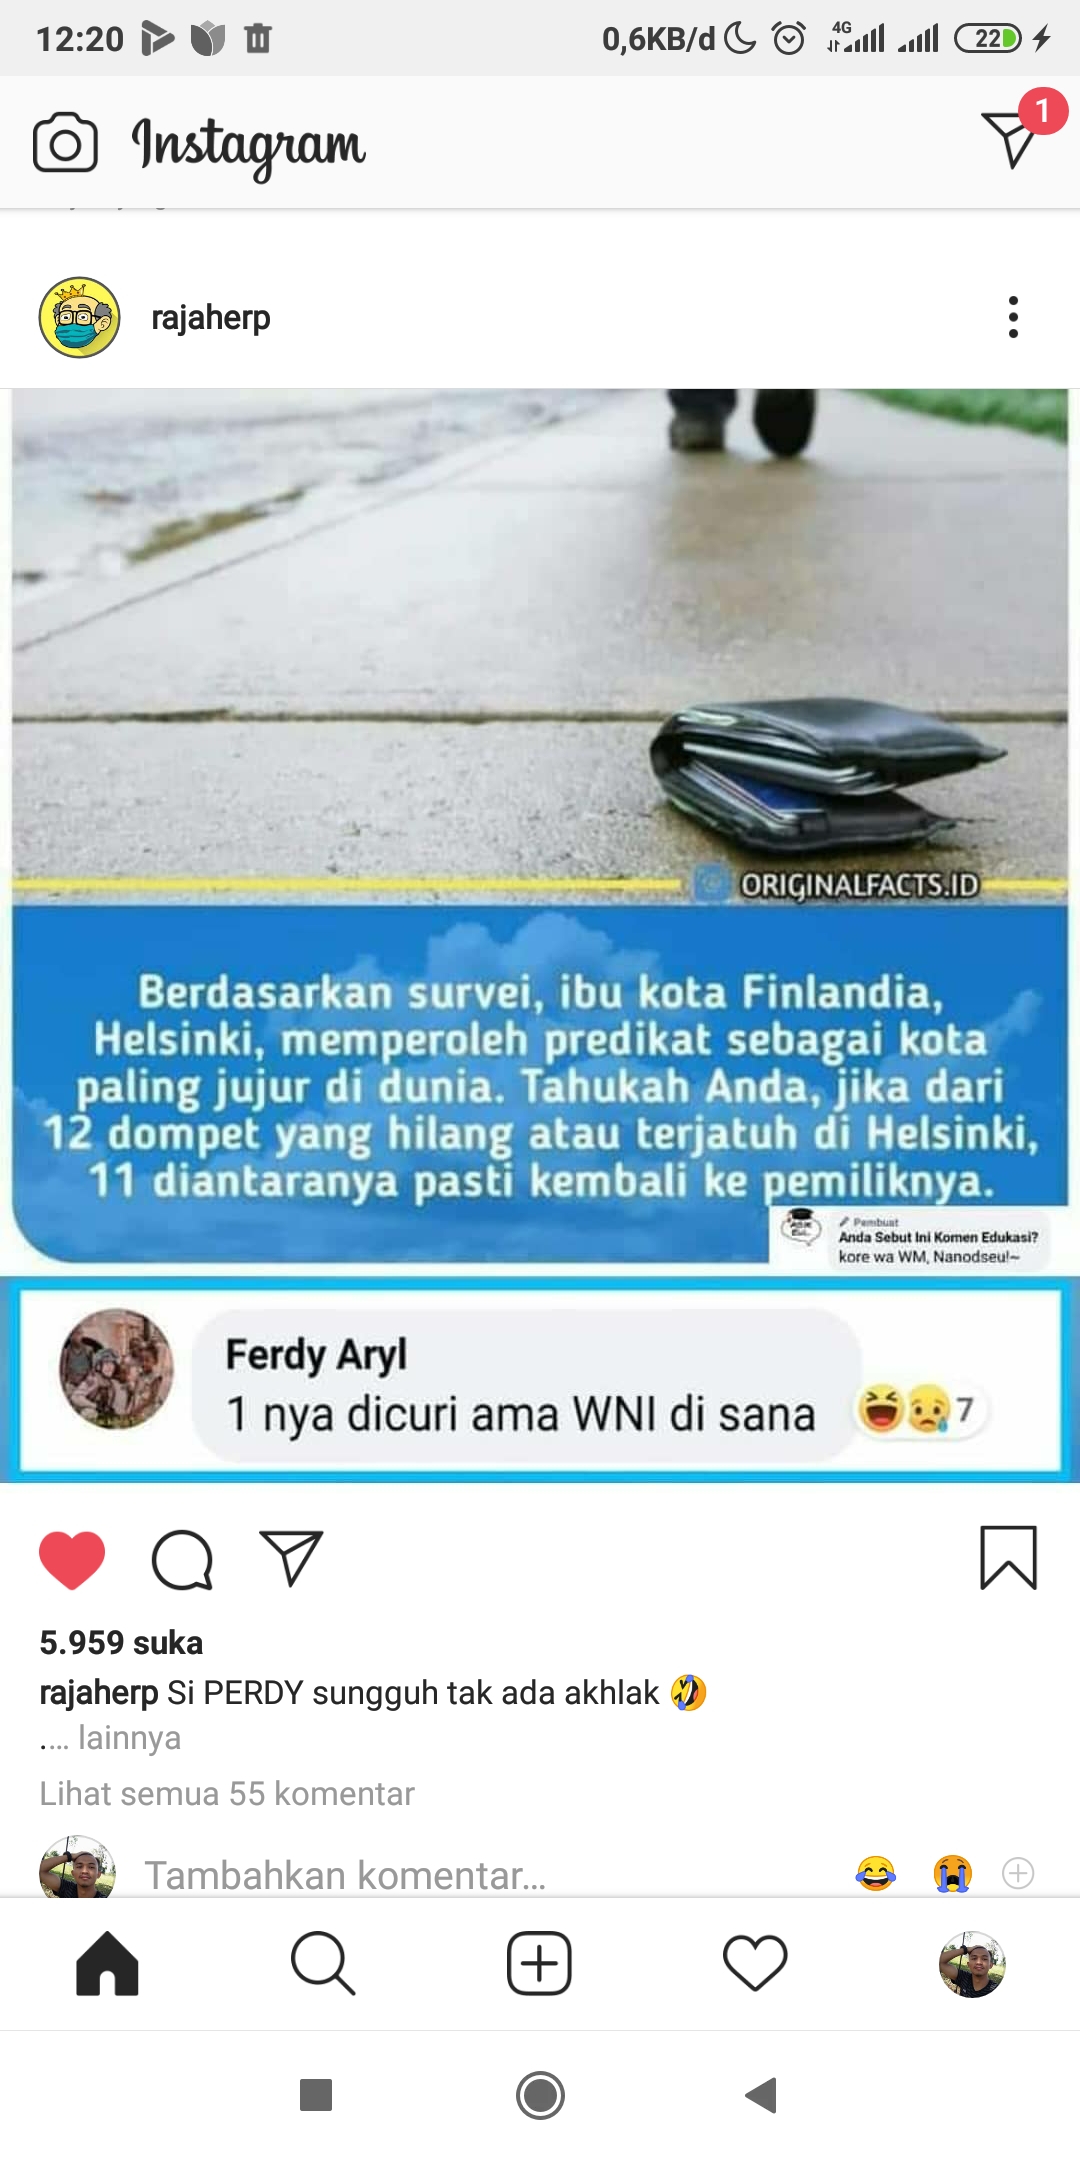 12:20
0,6KB/d
4G
22
Instagram
1
rajaherp
ORIGINALFACTS.ID
Berdasarkan survei, ibu kota Finlandia,
Helsinki, memperoleh predikat sebagai kota
paling jujur di dunia. Tahukah Anda, jika dari
12 dompet yang hilang atau terjatuh di Helsinki,
11 diantaranya pasti kembali ke pemiliknya.
Pembuat
Anda Sebut Ini Komen Edukasi?
kore wa WM, Nanodseu!~
Ferdy Aryl
1 nya dicuri ama WNI di sana
7
5.959 suka
rajaherp Si PERDY sungguh tak ada akhlak 🤣
.... lainnya
Lihat semua 55 komentar
Tambahkan komentar...